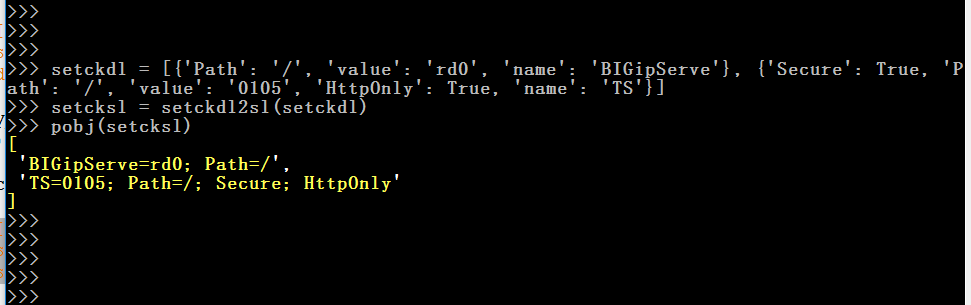 >>>
>>>
>>>
>>> setckdl = [{'Path': '/', 'value': 'rd0', 'name': 'BIGipServe'}, {'Secure': True, 'P
ath': '/', 'value': '0105', 'HttpOnly': True, 'name': 'TS'}]
>>> setcksl = setckdl2sl(setckdl)
>>> pobj(setcksl)
[
 'BIGipServe=rd0; Path=/',
 'TS=0105; Path=/; Secure; HttpOnly'
]
>>>
>>>
>>>
>>>
>>>